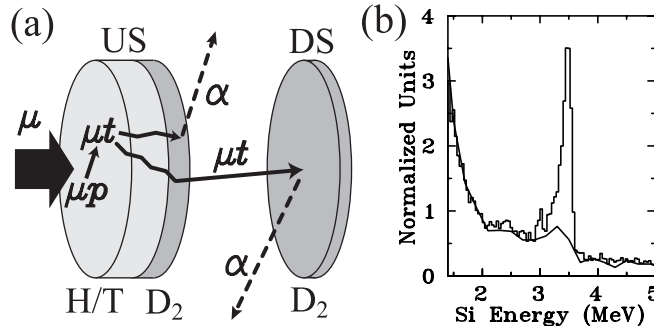 (a)
US
DS
α
μ
μt
μt
μp
α
H/T
D2
D2
(b)
4
3
2
1
0
Normalized Units
2
3
4
5
Si Energy (MeV)